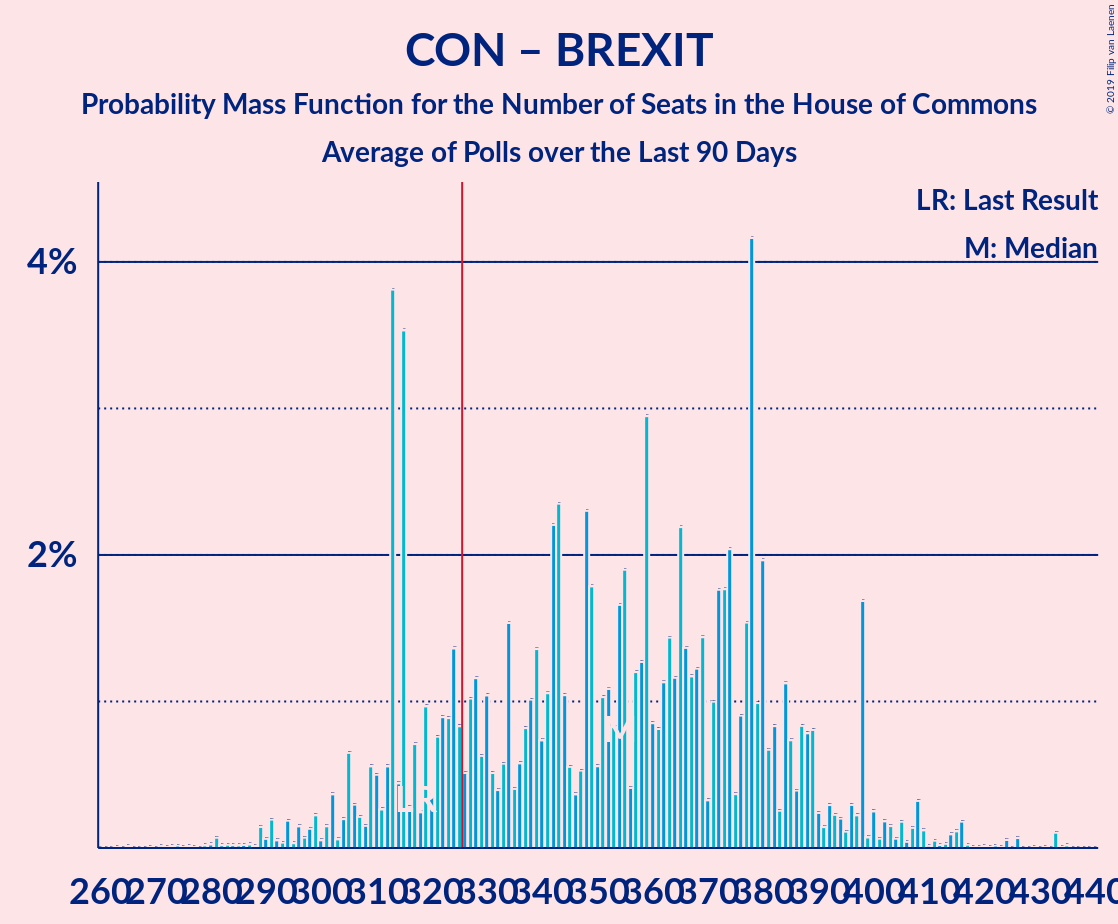 CON – BREXIT
Probability Mass Function for the Number of Seats in the House of Commons
Average of Polls over the Last 90 Days
© 2019 Filip van Laenen
LR: Last Result
M: Median
4%
2%
LR
M
260 270 280 290 300 310 320 330 340 350 360 370 380 390 400 410 420 430 440